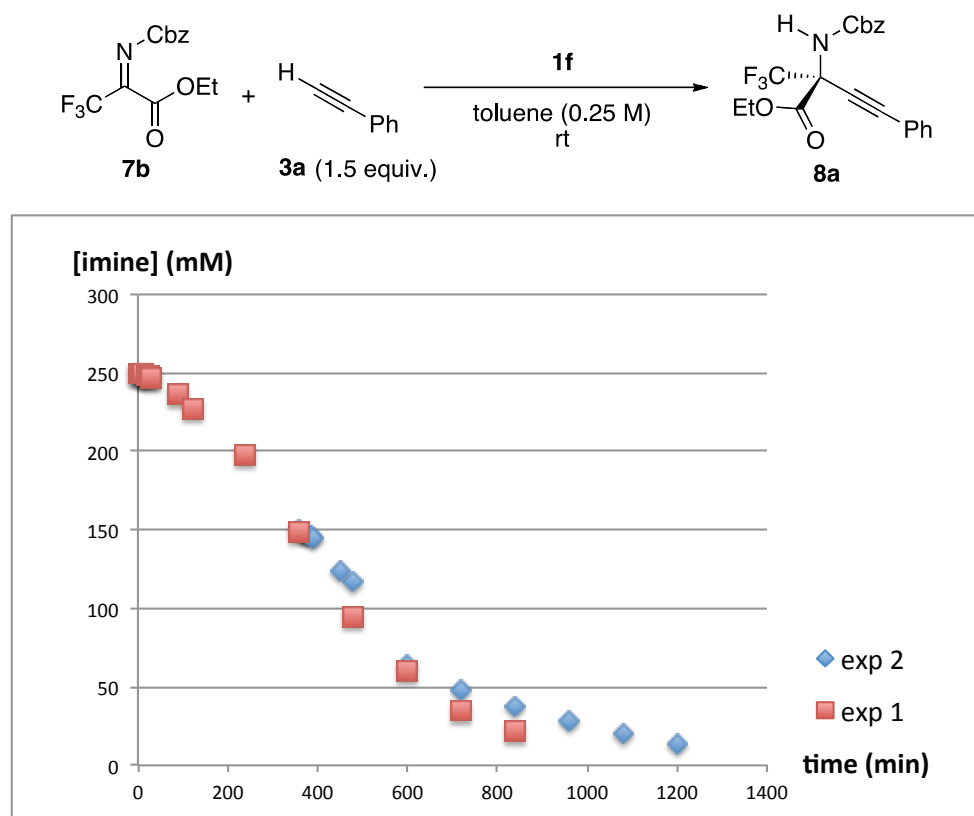 Cbz
N
F₃C
OEt
O
7b
+
H
Ph
3a (1.5 equiv.)
1f
toluene (0.25 M)
rt
H
N
Cbz
F₃C
EtO
O
Ph
8a
[imine] (mM)
300
250
200
150
100
50
0
0 200 400 600 800 1000 1200 1400
exp 2
exp 1
time (min)